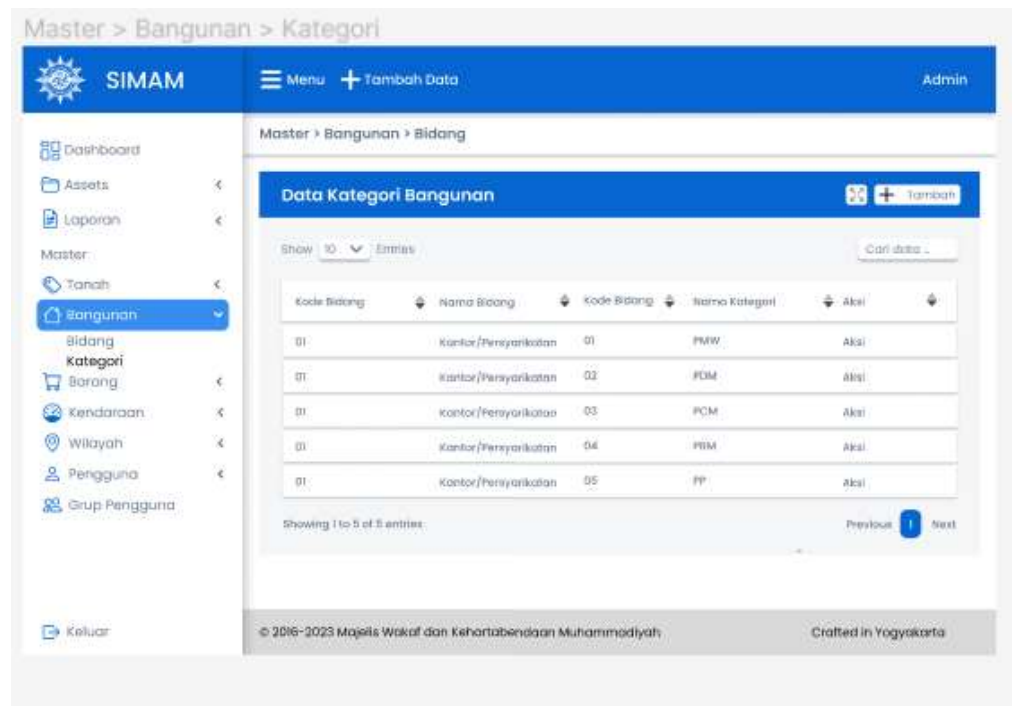 Master > Bangunan > Kategori
SIMAM
Menu
Tambah Data
Admin
Master > Bangunan > Bidang
Dashboard
Assets
Laporan
Master
Tanah
Bangunan
Bidang
Kategori
Barang
Kendaraan
Wilayah
Pengguna
Grup Pengguna
Keluar
Data Kategori Bangunan
Tambah
Show 10 Entries
Cari data ..
Kode Bidang Nama Bidang Kode Bidang Nama Kategori Aksi
01 Kantor/Persyarikatan 01 PMW Aksi
01 Kantor/Persyarikatan 02 PDM Aksi
01 Kantor/Persyarikatan 03 PCM Aksi
01 Kantor/Persyarikatan 04 PRM Aksi
01 Kantor/Persyarikatan 05 PP Aksi
Showing 1 to 5 of 5 entries
Previous 1 Next
© 2016-2023 Majelis Wakaf dan Kehartabendaan Muhammadiyah
Crafted in Yogyakarta